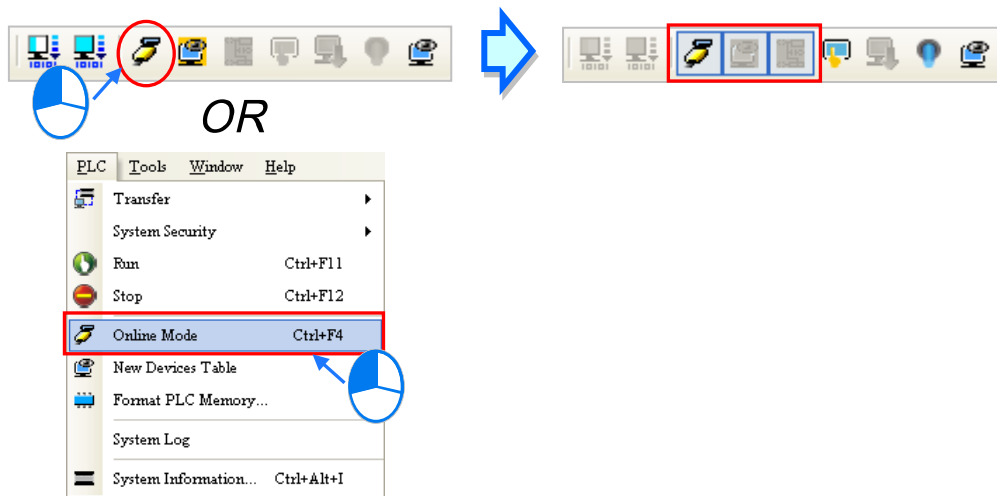 OR
PLC Tools Window Help
Transfer
System Security
Run Ctrl+F11
Stop Ctrl+F12
Online Mode Ctrl+F4
New Devices Table
Format PLC Memory...
System Log
System Information... Ctrl+Alt+I